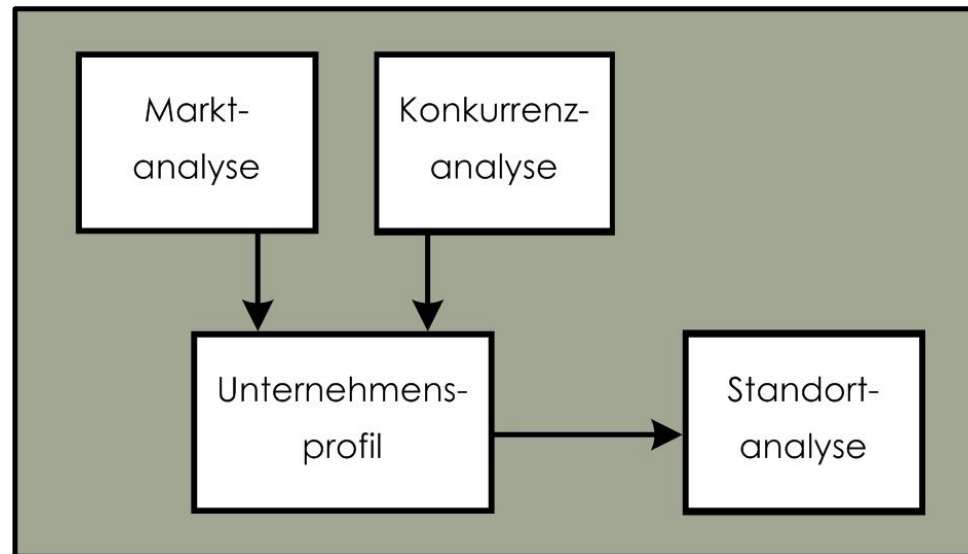 Markt-
analyse
Konkurrenz-
analyse
Unternehmens-
profil
Standort-
analyse